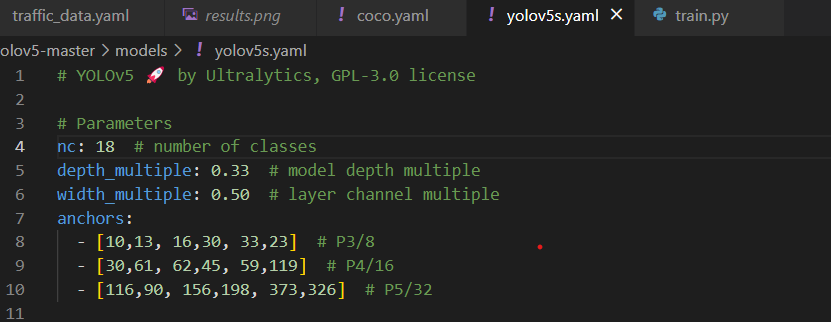 traffic_data.yaml results.png ! coco.yaml ! yolov5s.yaml × train.py
olov5-master > models > ! yolov5s.yaml
1 # YOLOv5 🚀 by Ultralytics, GPL-3.0 license
2
3 # Parameters
4 nc: 18 # number of classes
5 depth_multiple: 0.33 # model depth multiple
6 width_multiple: 0.50 # layer channel multiple
7 anchors:
8 - [10,13, 16,30, 33,23] # P3/8
9 - [30,61, 62,45, 59,119] # P4/16
10 - [116,90, 156,198, 373,326] # P5/32
11